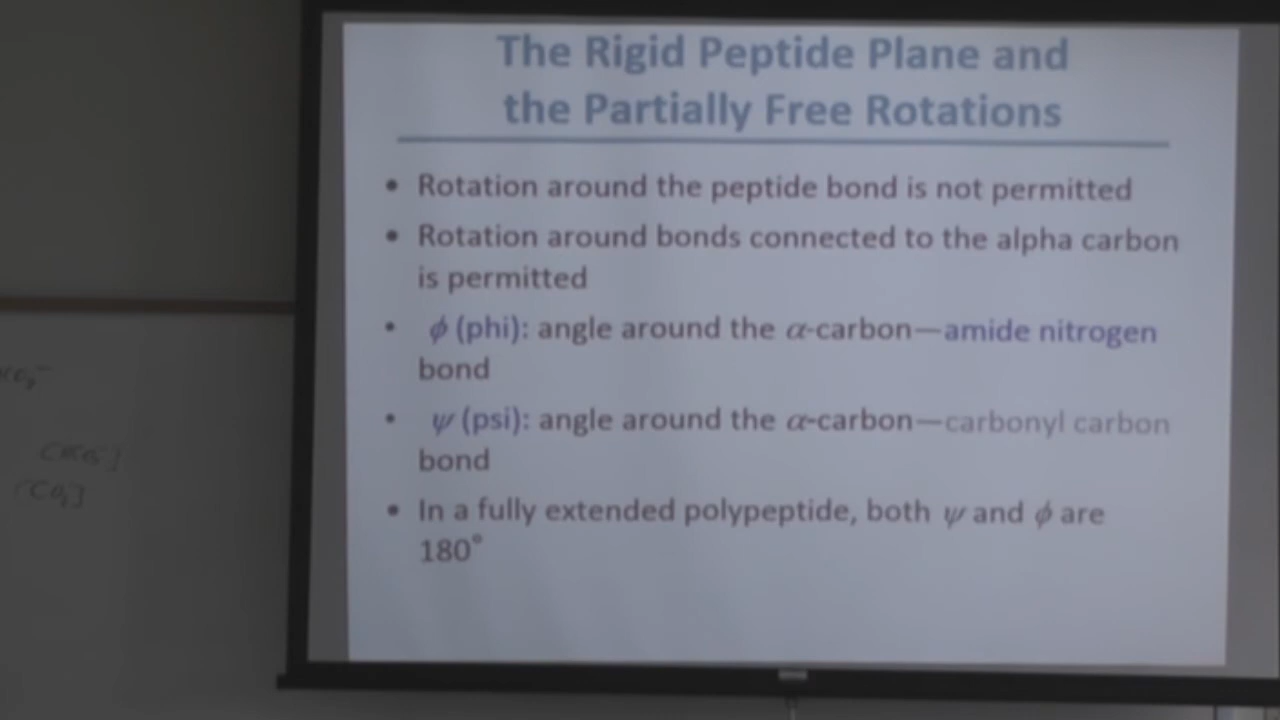 The Rigid Peptide Plane and
the Partially Free Rotations
• Rotation around the peptide bond is not permitted
• Rotation around bonds connected to the alpha carbon
is permitted
• ϕ (phi): angle around the α-carbon—amide nitrogen
bond
• ψ (psi): angle around the α-carbon—carbonyl carbon
bond
• In a fully extended polypeptide, both ψ and ϕ are
180°